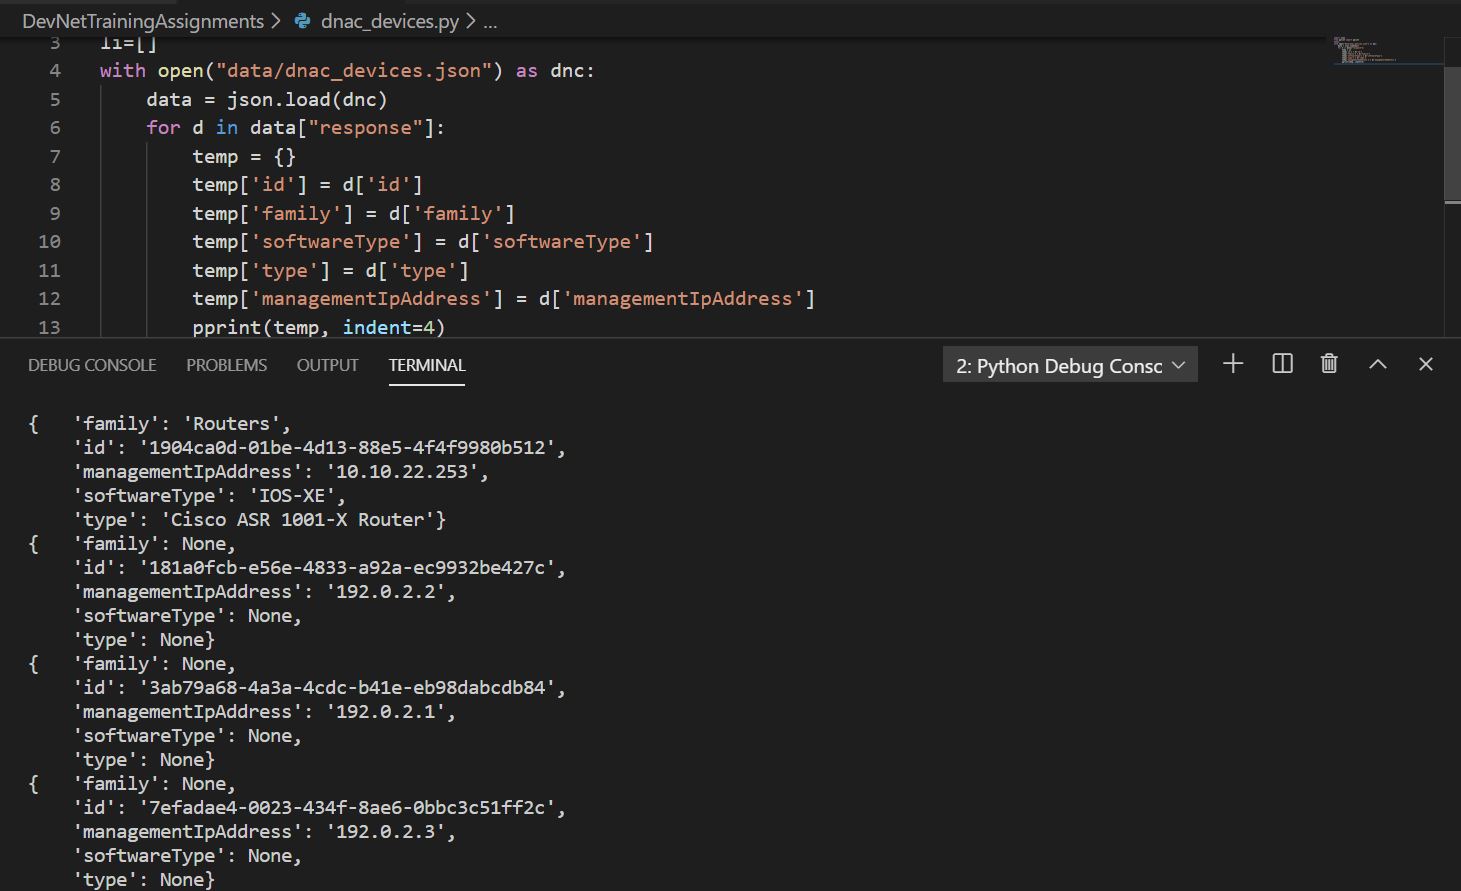 DevNetTrainingAssignments > dnac_devices.py > ...
3 li=[]
4 with open("data/dnac_devices.json") as dnc:
5 data = json.load(dnc)
6 for d in data["response"]:
7 temp = {}
8 temp['id'] = d['id']
9 temp['family'] = d['family']
10 temp['softwareType'] = d['softwareType']
11 temp['type'] = d['type']
12 temp['managementIpAddress'] = d['managementIpAddress']
13 pprint(temp, indent=4)
DEBUG CONSOLE PROBLEMS OUTPUT TERMINAL 2: Python Debug Consc
{ 'family': 'Routers',
'id': '1904ca0d-01be-4d13-88e5-4f4f9980b512',
'managementIpAddress': '10.10.22.253',
'softwareType': 'IOS-XE',
'type': 'Cisco ASR 1001-X Router'}
{ 'family': None,
'id': '181a0fcb-e56e-4833-a92a-ec9932be427c',
'managementIpAddress': '192.0.2.2',
'softwareType': None,
'type': None}
{ 'family': None,
'id': '3ab79a68-4a3a-4cdc-b41e-eb98dabcdb84',
'managementIpAddress': '192.0.2.1',
'softwareType': None,
'type': None}
{ 'family': None,
'id': '7efadae4-0023-434f-8ae6-0bbc3c51ff2c',
'managementIpAddress': '192.0.2.3',
'softwareType': None,
'type': None}